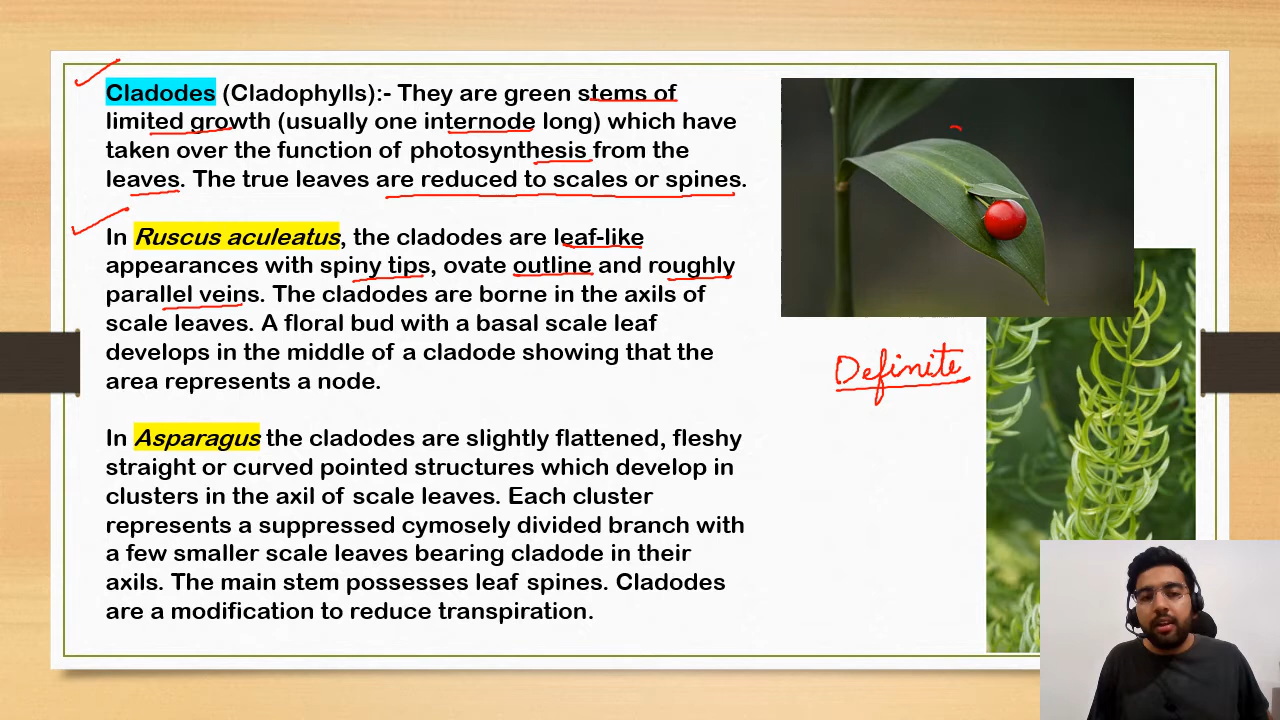 Cladodes (Cladophylls):- They are green stems of
limited growth (usually one internode long) which have
taken over the function of photosynthesis from the
leaves. The true leaves are reduced to scales or spines.
In Ruscus aculeatus, the cladodes are leaf-like
appearances with spiny tips, ovate outline and roughly
parallel veins. The cladodes are borne in the axils of
scale leaves. A floral bud with a basal scale leaf
develops in the middle of a cladode showing that the
area represents a node.
Definite
In Asparagus the cladodes are slightly flattened, fleshy
straight or curved pointed structures which develop in
clusters in the axil of scale leaves. Each cluster
represents a suppressed cymosely divided branch with
a few smaller scale leaves bearing cladode in their
axils. The main stem possesses leaf spines. Cladodes
are a modification to reduce transpiration.